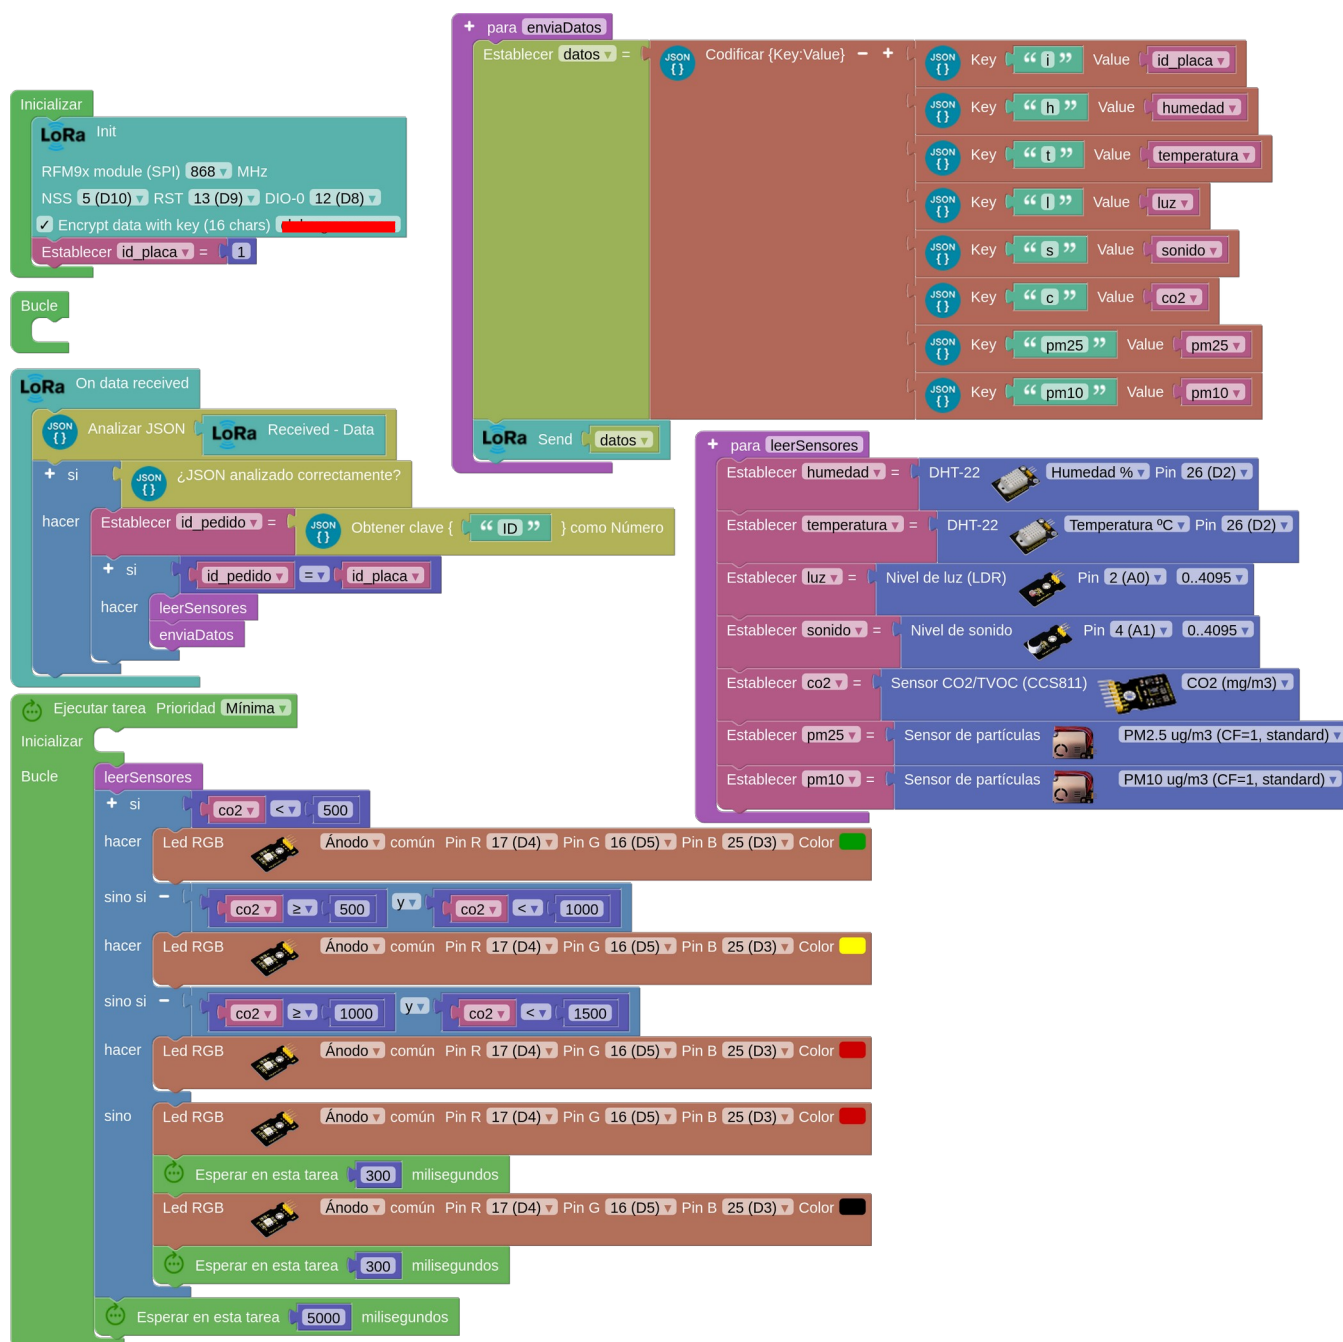 + para enviaDatos
Establecer datos = JSON { } Codificar {Key:Value} − +
JSON { } Key “ i ” Value id_placa
JSON { } Key “ h ” Value humedad
JSON { } Key “ t ” Value temperatura
JSON { } Key “ l ” Value luz
JSON { } Key “ s ” Value sonido
JSON { } Key “ c ” Value co2
JSON { } Key “ pm25 ” Value pm25
JSON { } Key “ pm10 ” Value pm10
LoRa Send datos
Inicializar
LoRa Init
RFM9x module (SPI) 868 MHz
NSS 5 (D10) RST 13 (D9) DIO-0 12 (D8)
✓ Encrypt data with key (16 chars)
Establecer id_placa = 1
Bucle
LoRa On data received
JSON { } Analizar JSON LoRa Received - Data
+ si JSON { } ¿JSON analizado correctamente?
hacer Establecer id_pedido = JSON { } Obtener clave { “ ID ” } como Número
+ si id_pedido = id_placa
hacer leerSensores
enviaDatos
+ para leerSensores
Establecer humedad = DHT-22 Humedad % Pin 26 (D2)
Establecer temperatura = DHT-22 Temperatura ºC Pin 26 (D2)
Establecer luz = Nivel de luz (LDR) Pin 2 (A0) 0..4095
Establecer sonido = Nivel de sonido Pin 4 (A1) 0..4095
Establecer co2 = Sensor CO2/TVOC (CCS811) CO2 (mg/m3)
Establecer pm25 = Sensor de partículas PM2.5 ug/m3 (CF=1, standard)
Establecer pm10 = Sensor de partículas PM10 ug/m3 (CF=1, standard)
Ejecutar tarea Prioridad Mínima
Inicializar
Bucle leerSensores
+ si co2 < 500
hacer Led RGB Ánodo común Pin R 17 (D4) Pin G 16 (D5) Pin B 25 (D3) Color
sino si − co2 ≥ 500 y co2 < 1000
hacer Led RGB Ánodo común Pin R 17 (D4) Pin G 16 (D5) Pin B 25 (D3) Color
sino si − co2 ≥ 1000 y co2 < 1500
hacer Led RGB Ánodo común Pin R 17 (D4) Pin G 16 (D5) Pin B 25 (D3) Color
sino Led RGB Ánodo común Pin R 17 (D4) Pin G 16 (D5) Pin B 25 (D3) Color
Esperar en esta tarea 300 milisegundos
Led RGB Ánodo común Pin R 17 (D4) Pin G 16 (D5) Pin B 25 (D3) Color
Esperar en esta tarea 300 milisegundos
Esperar en esta tarea 5000 milisegundos